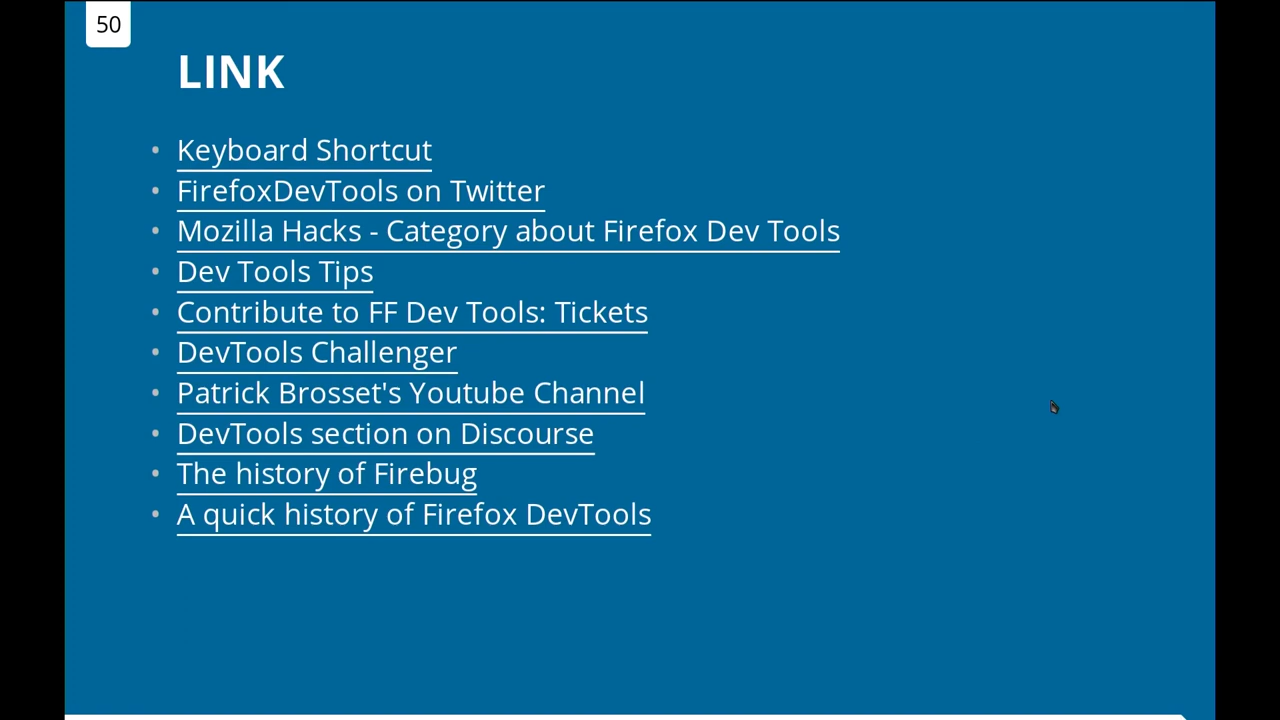 50
LINK
• Keyboard Shortcut
• FirefoxDevTools on Twitter
• Mozilla Hacks - Category about Firefox Dev Tools
• Dev Tools Tips
• Contribute to FF Dev Tools: Tickets
• DevTools Challenger
• Patrick Brosset's Youtube Channel
• DevTools section on Discourse
• The history of Firebug
• A quick history of Firefox DevTools